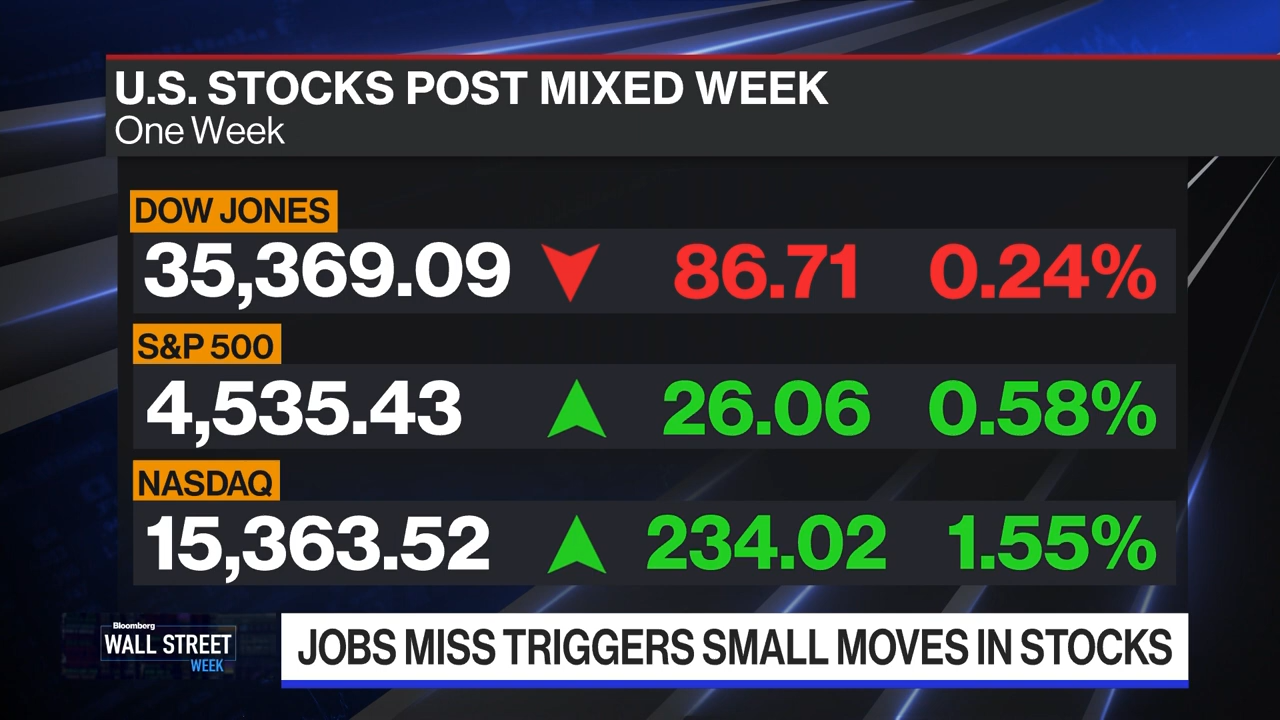 U.S. STOCKS POST MIXED WEEK
One Week
DOW JONES
35,369.09 86.71 0.24%
S&P 500
4,535.43 26.06 0.58%
NASDAQ
15,363.52 234.02 1.55%
Bloomberg
WALL STREET
WEEK
JOBS MISS TRIGGERS SMALL MOVES IN STOCKS